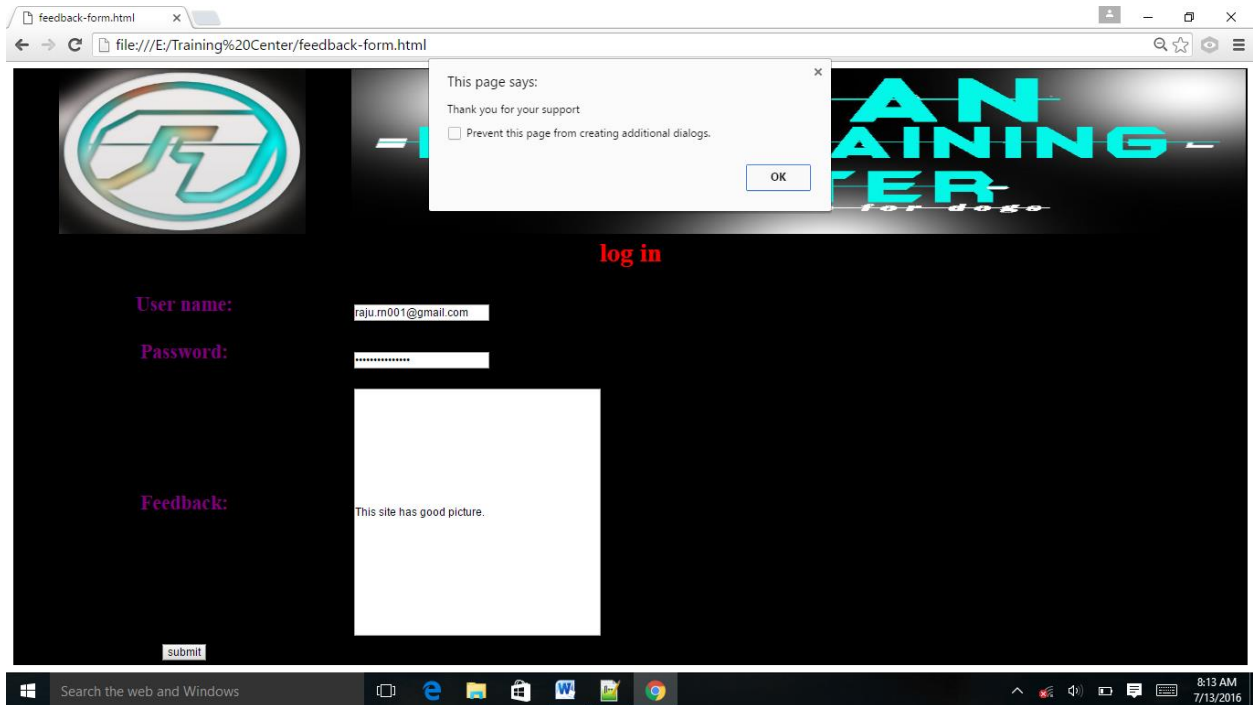 feedback-form.html
file:///E:/Training%20Center/feedback-form.html
This page says:
Thank you for your support
Prevent this page from creating additional dialogs.
OK
AN
AINING
TER
for dogs
log in
User name:
raju.rn001@gmail.com
Password:
Feedback:
This site has good picture.
submit
Search the web and Windows
8:13 AM
7/13/2016